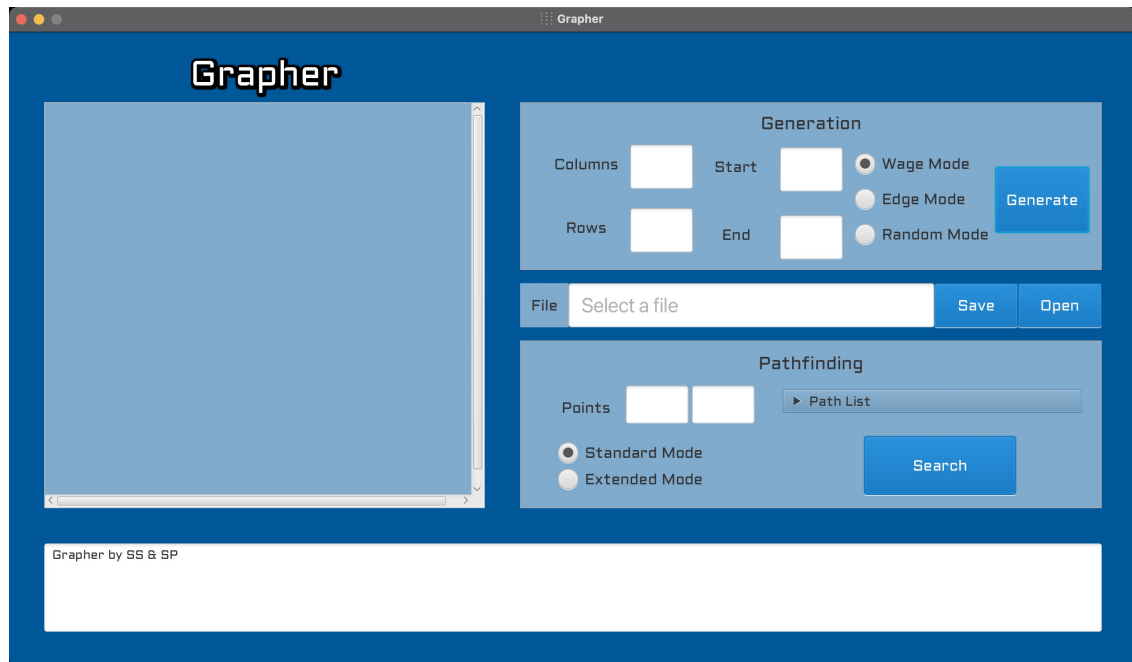 Grapher
Grapher
Generation
Columns
Start
Wage Mode
Edge Mode
Generate
Rows
End
Random Mode
File
Select a file
Save
Open
Pathfinding
Points
Path List
Standard Mode
Extended Mode
Search
Grapher by SS & SP